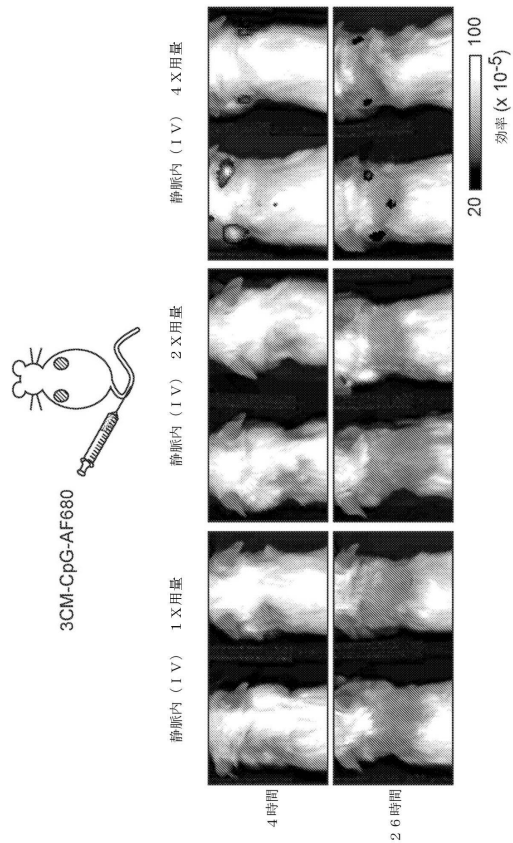 3CM-CpG-AF680
静脈内（ＩＶ） １Ｘ用量
静脈内（ＩＶ） ２Ｘ用量
静脈内（ＩＶ） ４Ｘ用量
４時間
２６時間
20
100
効率 (x 10-5)